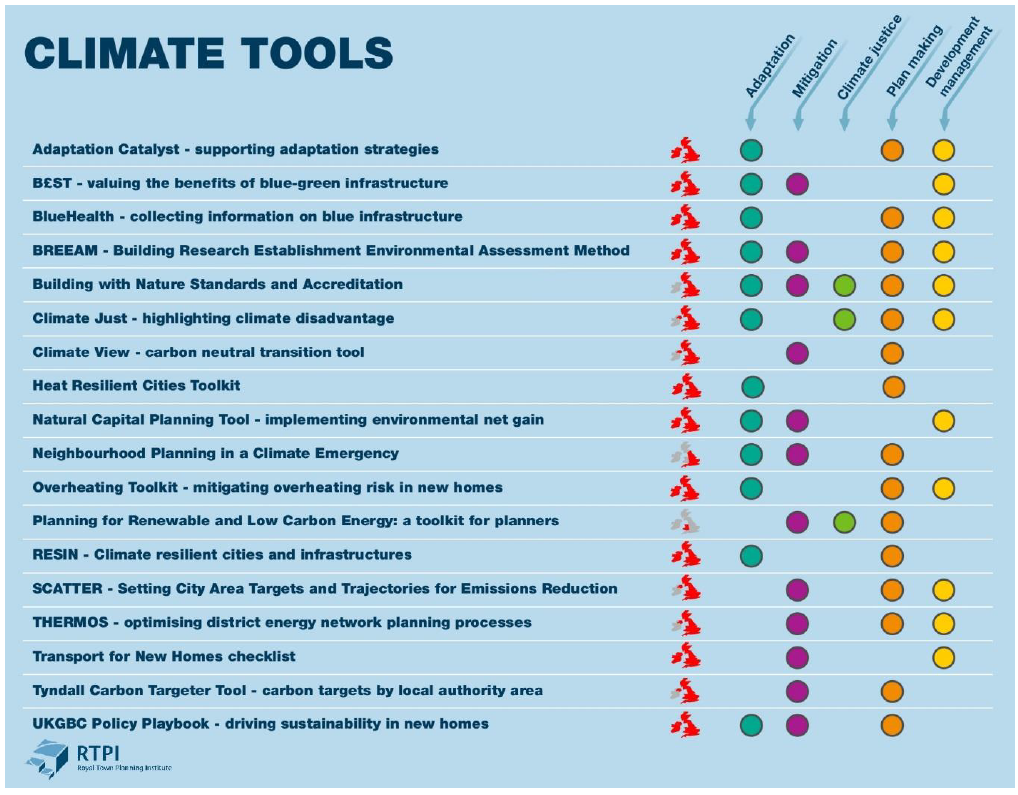 CLIMATE TOOLS
Adaptation
Mitigation
Climate justice
Plan making
Development
management
Adaptation Catalyst - supporting adaptation strategies
B£ST - valuing the benefits of blue-green infrastructure
BlueHealth - collecting information on blue infrastructure
BREEAM - Building Research Establishment Environmental Assessment Method
Building with Nature Standards and Accreditation
Climate Just - highlighting climate disadvantage
Climate View - carbon neutral transition tool
Heat Resilient Cities Toolkit
Natural Capital Planning Tool - implementing environmental net gain
Neighbourhood Planning in a Climate Emergency
Overheating Toolkit - mitigating overheating risk in new homes
Planning for Renewable and Low Carbon Energy: a toolkit for planners
RESIN - Climate resilient cities and infrastructures
SCATTER - Setting City Area Targets and Trajectories for Emissions Reduction
THERMOS - optimising district energy network planning processes
Transport for New Homes checklist
Tyndall Carbon Targeter Tool - carbon targets by local authority area
UKGBC Policy Playbook - driving sustainability in new homes
RTPI
Royal Town Planning Institute